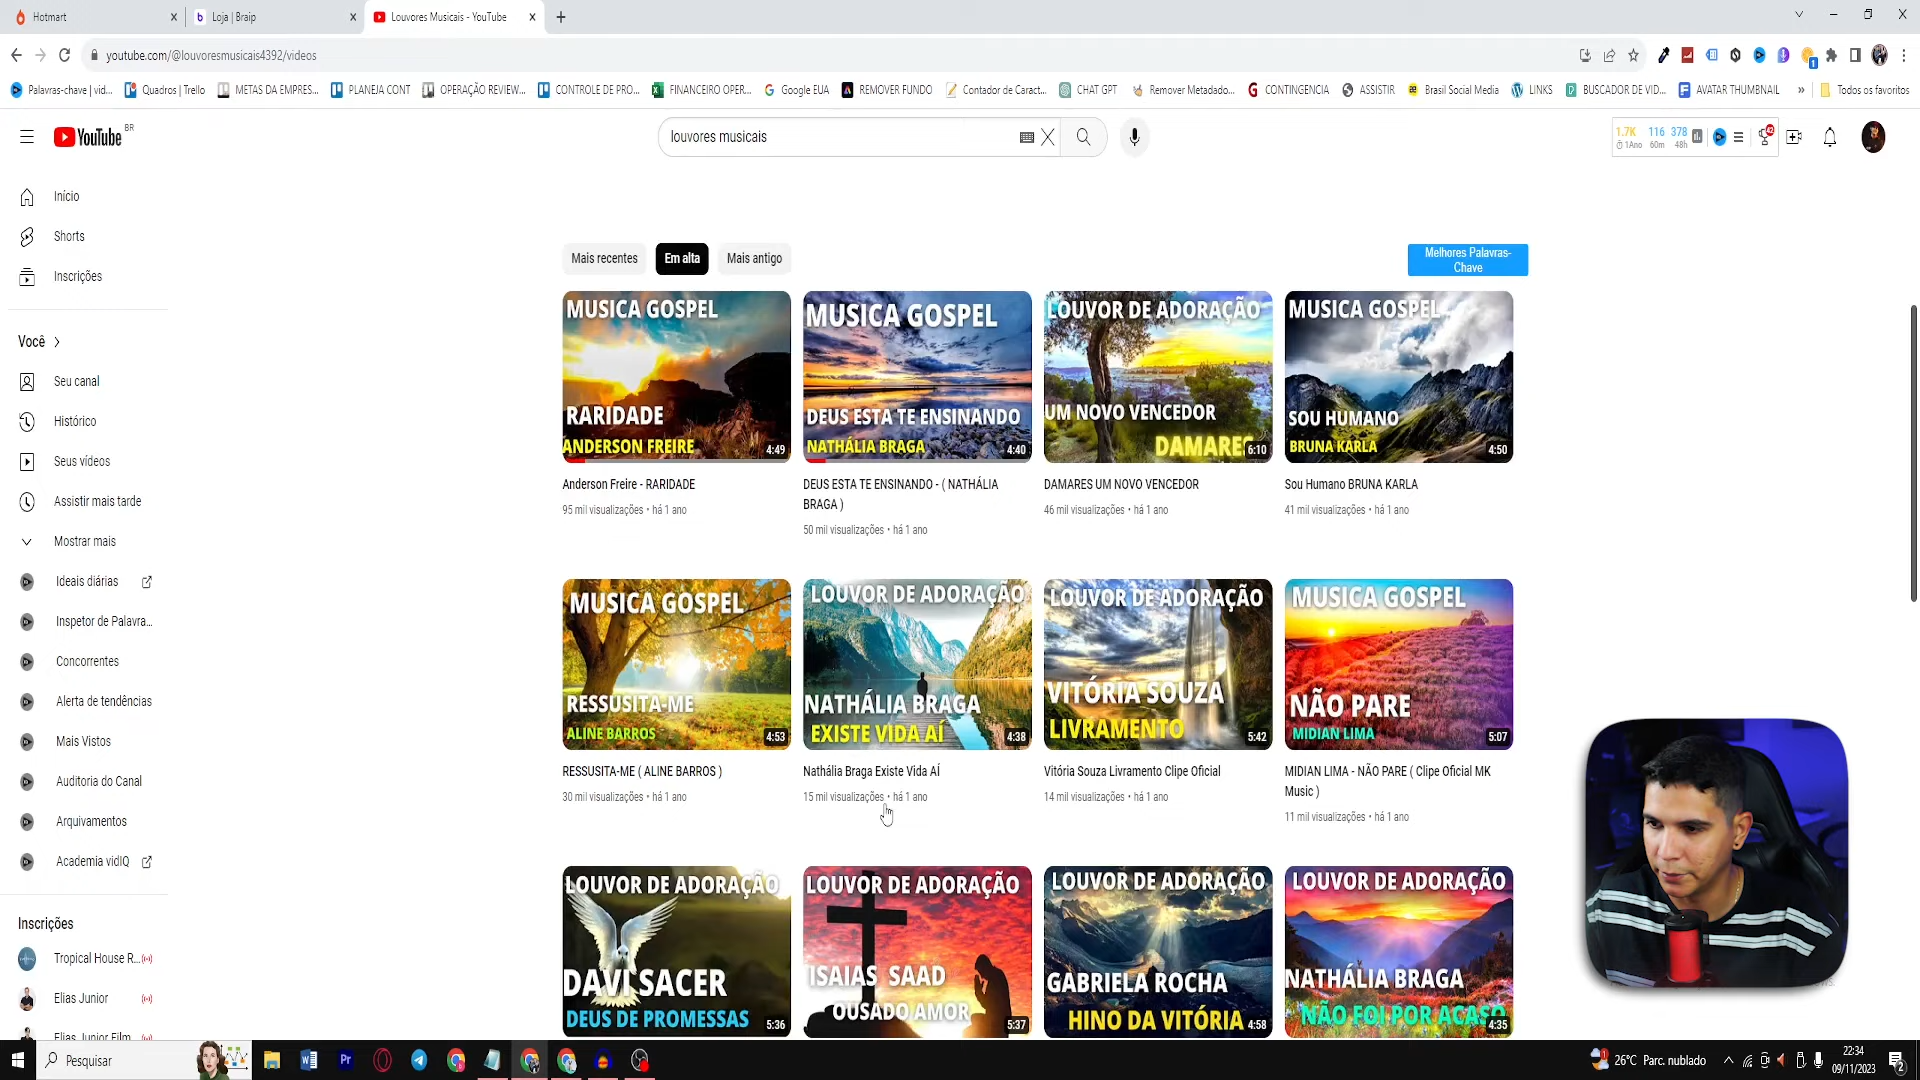 Hotmart
Loja | Braip
Louvores Musicais - YouTube
youtube.com/@louvoresmusicais4392/videos
Palavras-chave | vid...
Quadros | Trello
METAS DA EMPRES...
PLANEJA CONT
OPERAÇÃO REVIEW...
CONTROLE DE PRO...
FINANCEIRO OPER...
Google EUA
REMOVER FUNDO
Contador de Caract...
CHAT GPT
Remover Metadado...
CONTINGENCIA
ASSISTIR
Brasil Social Media
LINKS
BUSCADOR DE VID...
AVATAR THUMBNAIL
Todos os favoritos
YouTube BR
louvores musicais
1.7K 116 378
1Ano 60m 48h
42
Início
Shorts
Inscrições
Você
Seu canal
Histórico
Seus vídeos
Assistir mais tarde
Mostrar mais
Ideais diárias
Inspetor de Palavra...
Concorrentes
Alerta de tendências
Mais Vistos
Auditoria do Canal
Arquivamentos
Academia vidIQ
Inscrições
Tropical House R...
Elias Junior
Elias Junior Film
Mais recentes
Em alta
Mais antigo
Melhores Palavras-
Chave
MUSICA GOSPEL
RARIDADE
ANDERSON FREIRE
4:49
Anderson Freire - RARIDADE
95 mil visualizações • há 1 ano
MUSICA GOSPEL
DEUS ESTA TE ENSINANDO
NATHÁLIA BRAGA
4:40
DEUS ESTA TE ENSINANDO - ( NATHÁLIA
BRAGA )
50 mil visualizações • há 1 ano
LOUVOR DE ADORAÇÃO
UM NOVO VENCEDOR
DAMARES
6:10
DAMARES UM NOVO VENCEDOR
46 mil visualizações • há 1 ano
MUSICA GOSPEL
SOU HUMANO
BRUNA KARLA
4:50
Sou Humano BRUNA KARLA
41 mil visualizações • há 1 ano
MUSICA GOSPEL
RESSUSITA-ME
ALINE BARROS
4:53
RESSUSITA-ME ( ALINE BARROS )
30 mil visualizações • há 1 ano
LOUVOR DE ADORAÇÃO
NATHÁLIA BRAGA
EXISTE VIDA AÍ
4:38
Nathália Braga Existe Vida AÍ
15 mil visualizações • há 1 ano
LOUVOR DE ADORAÇÃO
VITÓRIA SOUZA
LIVRAMENTO
5:42
Vitória Souza Livramento Clipe Oficial
14 mil visualizações • há 1 ano
MUSICA GOSPEL
NÃO PARE
MIDIAN LIMA
5:07
MIDIAN LIMA - NÃO PARE ( Clipe Oficial MK
Music )
11 mil visualizações • há 1 ano
LOUVOR DE ADORAÇÃO
DAVI SACER
DEUS DE PROMESSAS
5:36
LOUVOR DE ADORAÇÃO
ISAIAS SAAD
OUSADO AMOR
5:37
LOUVOR DE ADORAÇÃO
GABRIELA ROCHA
HINO DA VITÓRIA
4:58
LOUVOR DE ADORAÇÃO
NATHÁLIA BRAGA
NÃO FOI POR ACASO
4:35
Pesquisar
26°C Parc. nublado
22:34
09/11/2023
2